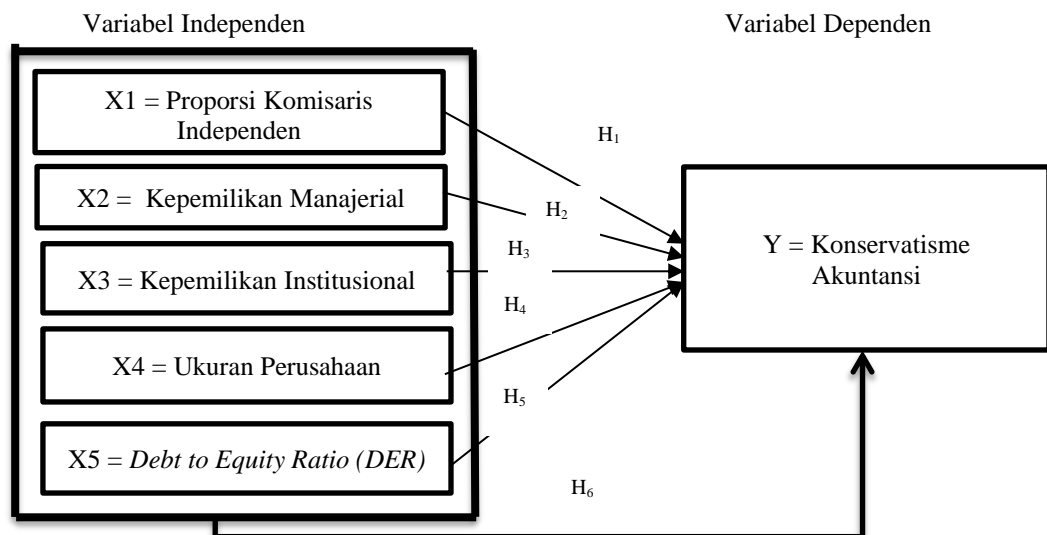 Variabel Independen
Variabel Dependen
X1 = Proporsi Komisaris
Independen
X2 = Kepemilikan Manajerial
X3 = Kepemilikan Institusional
X4 = Ukuran Perusahaan
X5 = Debt to Equity Ratio (DER)
H₁
H₂
H₃
H₄
H₅
H₆
Y = Konservatisme
Akuntansi